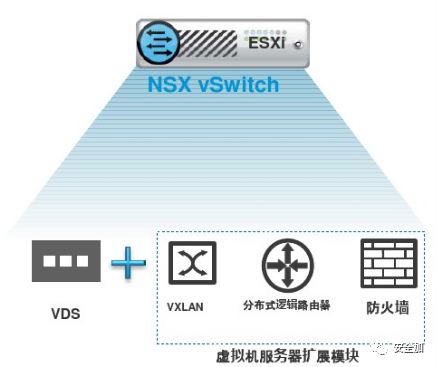 ESXi
NSX vSwitch
VDS
VXLAN
分布式逻辑路由器
防火墙
虚拟机服务器扩展模块
安全加